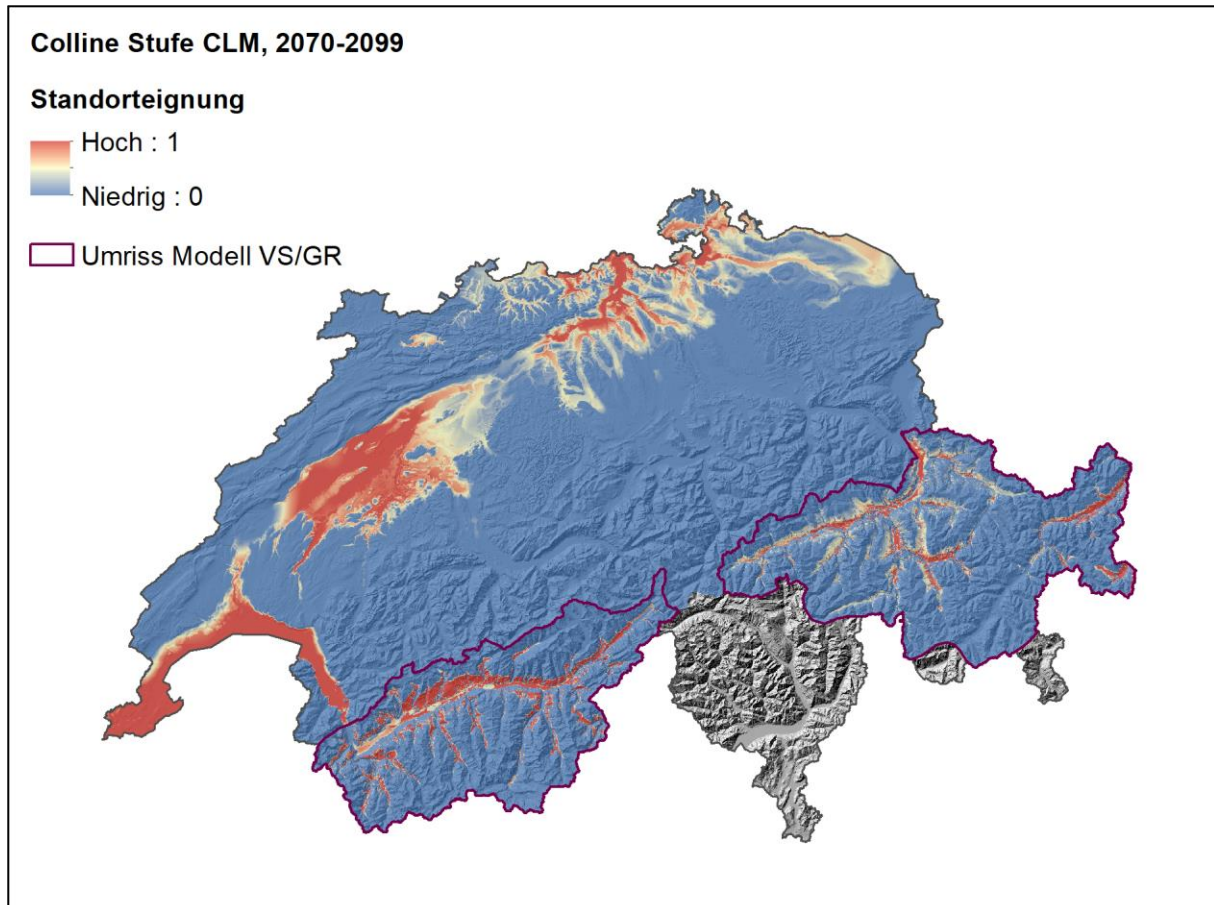 Colline Stufe CLM, 2070-2099
Standorteignung
Hoch : 1
Niedrig : 0
Umriss Modell VS/GR